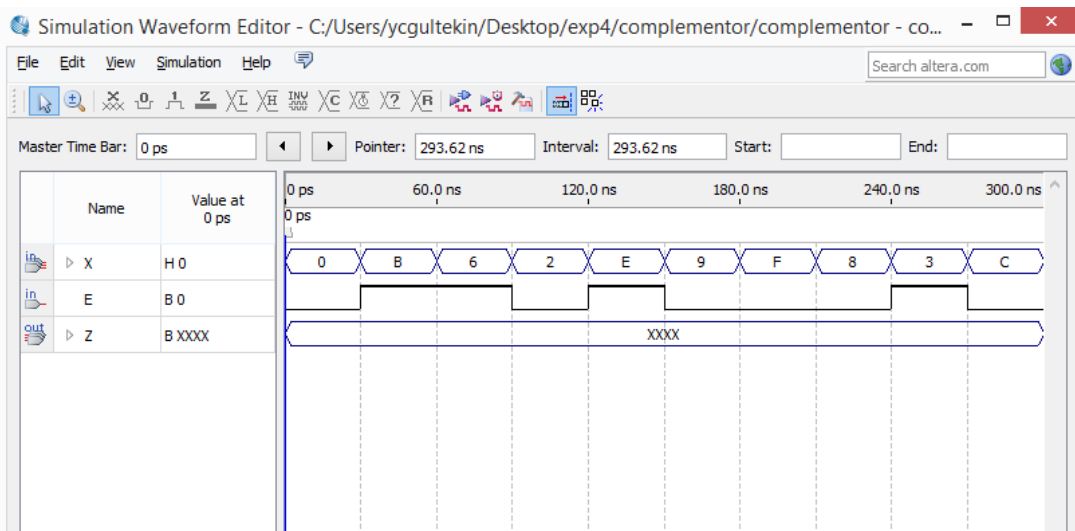 Simulation Waveform Editor - C:/Users/ycgultekin/Desktop/exp4/complementor/complementor - co...
File Edit View Simulation Help
Search altera.com
Master Time Bar: 0 ps Pointer: 293.62 ns Interval: 293.62 ns Start: End:
Name Value at 0 ps
0 ps 60.0 ns 120.0 ns 180.0 ns 240.0 ns 300.0 ns
0 ps
in X H 0 0 B 6 2 E 9 F 8 3 C
in E B 0
out Z B XXXX XXXX